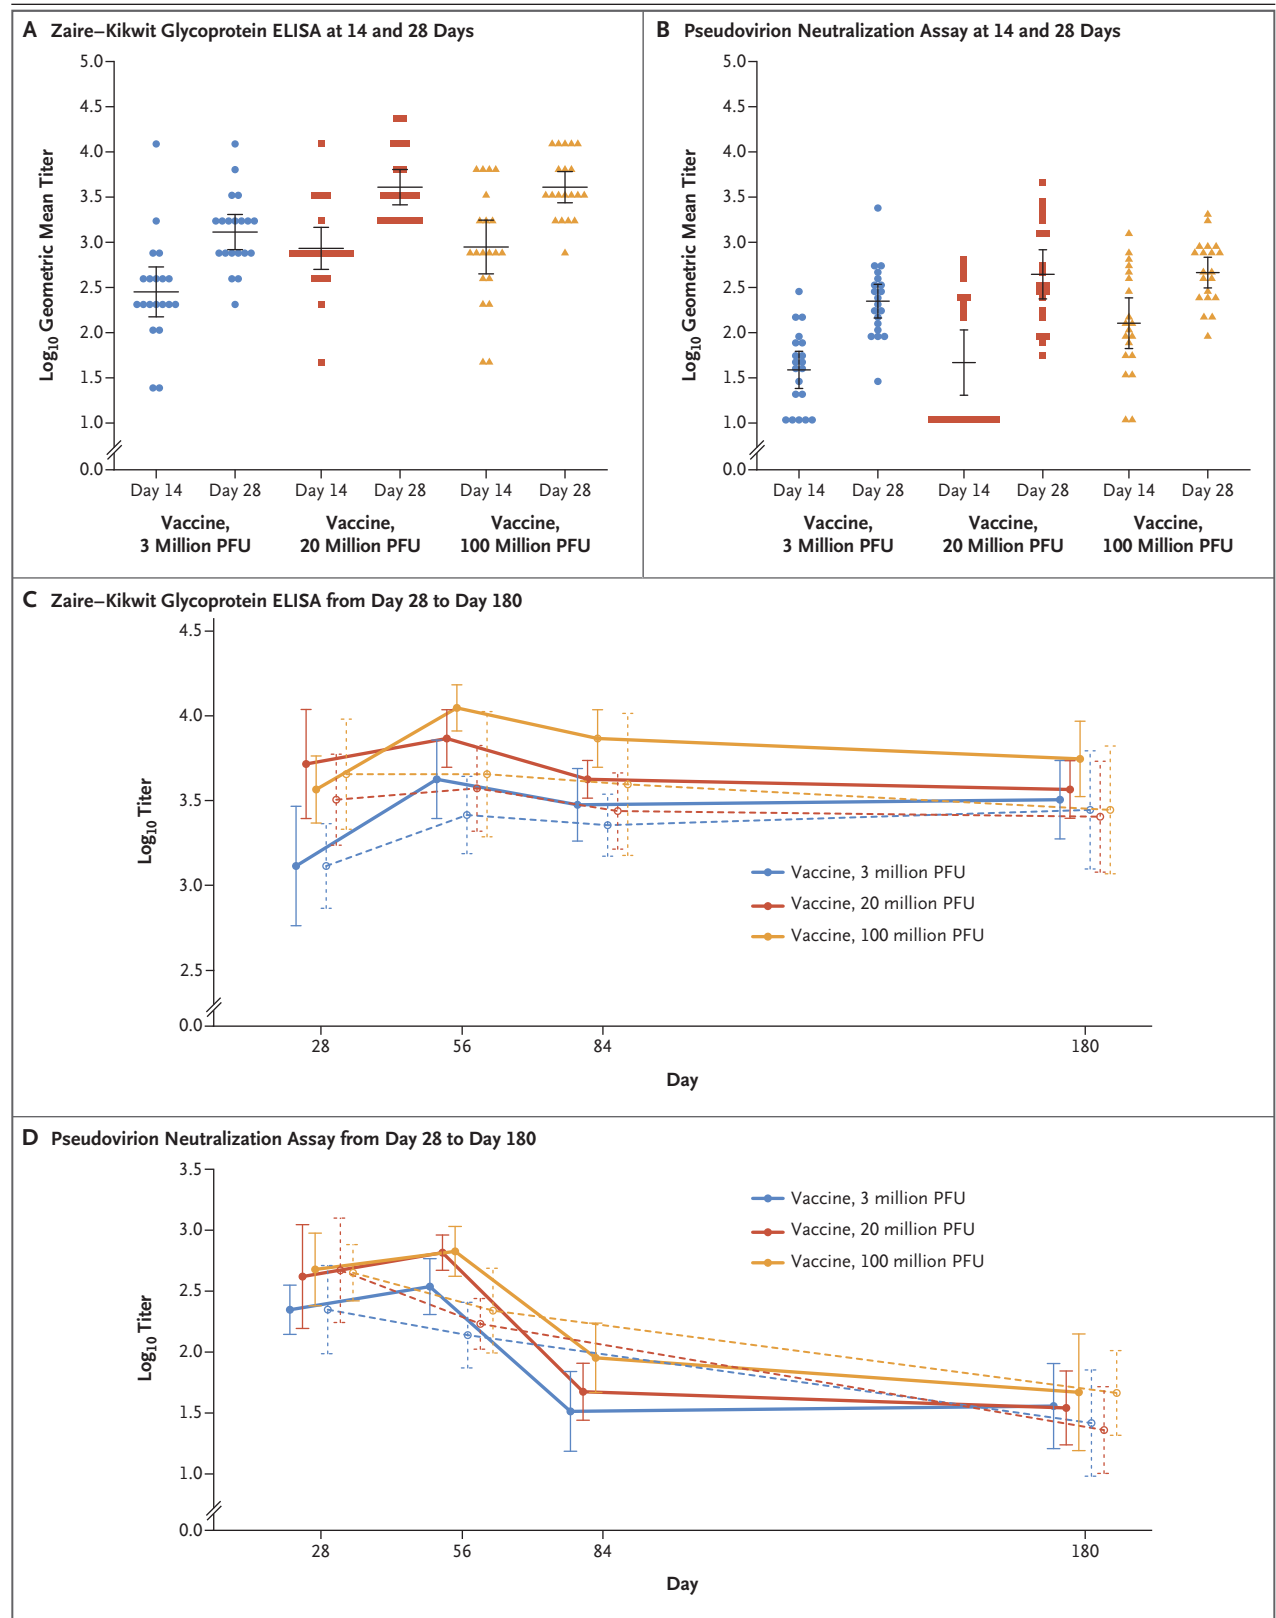 A Zaire–Kikwit Glycoprotein ELISA at 14 and 28 Days
Log10 Geometric Mean Titer
5.0
4.5
4.0
3.5
3.0
2.5
2.0
1.5
1.0
0.0
Day 14 Day 28 Day 14 Day 28 Day 14 Day 28
Vaccine, Vaccine, Vaccine,
3 Million PFU 20 Million PFU 100 Million PFU
B Pseudovirion Neutralization Assay at 14 and 28 Days
Log10 Geometric Mean Titer
5.0
4.5
4.0
3.5
3.0
2.5
2.0
1.5
1.0
0.0
Day 14 Day 28 Day 14 Day 28 Day 14 Day 28
Vaccine, Vaccine, Vaccine,
3 Million PFU 20 Million PFU 100 Million PFU
C Zaire–Kikwit Glycoprotein ELISA from Day 28 to Day 180
Log10 Titer
4.5
4.0
3.5
3.0
2.5
0.0
Vaccine, 3 million PFU
Vaccine, 20 million PFU
Vaccine, 100 million PFU
28 56 84 180
Day
D Pseudovirion Neutralization Assay from Day 28 to Day 180
Log10 Titer
3.5
3.0
2.5
2.0
1.5
1.0
0.0
Vaccine, 3 million PFU
Vaccine, 20 million PFU
Vaccine, 100 million PFU
28 56 84 180
Day